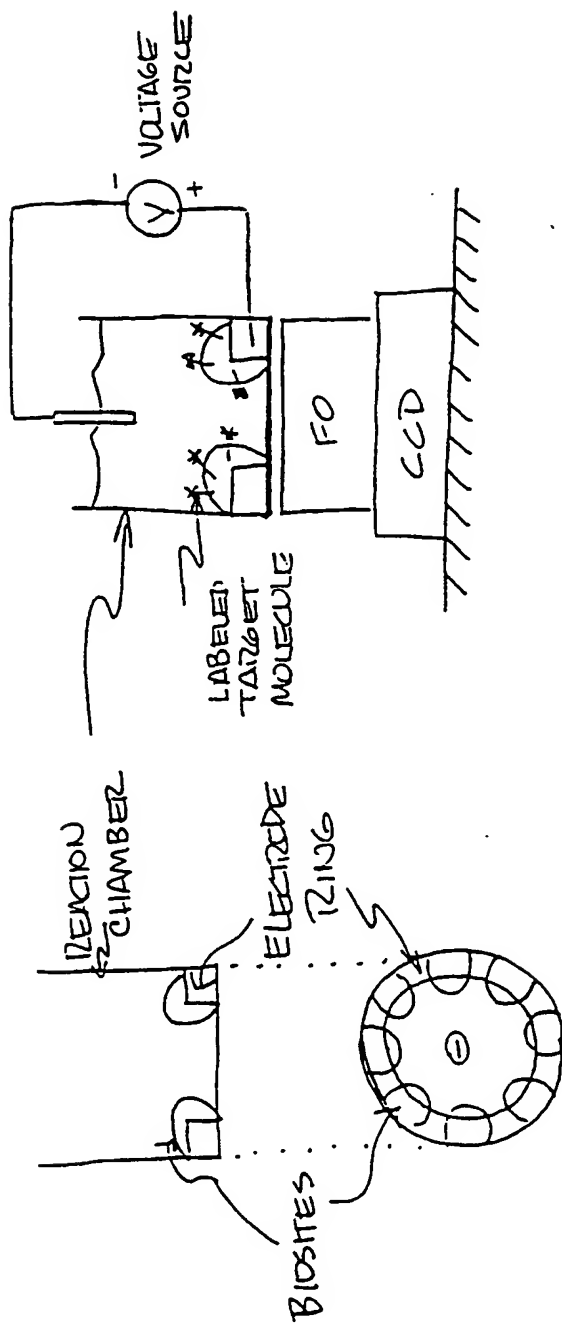 REACTION
CHAMBER
ELECTRODE
RING
BIOSITES
-
VOLTAGE
SOURCE
V
+
LABELED
TARGET
MOLECULE
FO
CCD